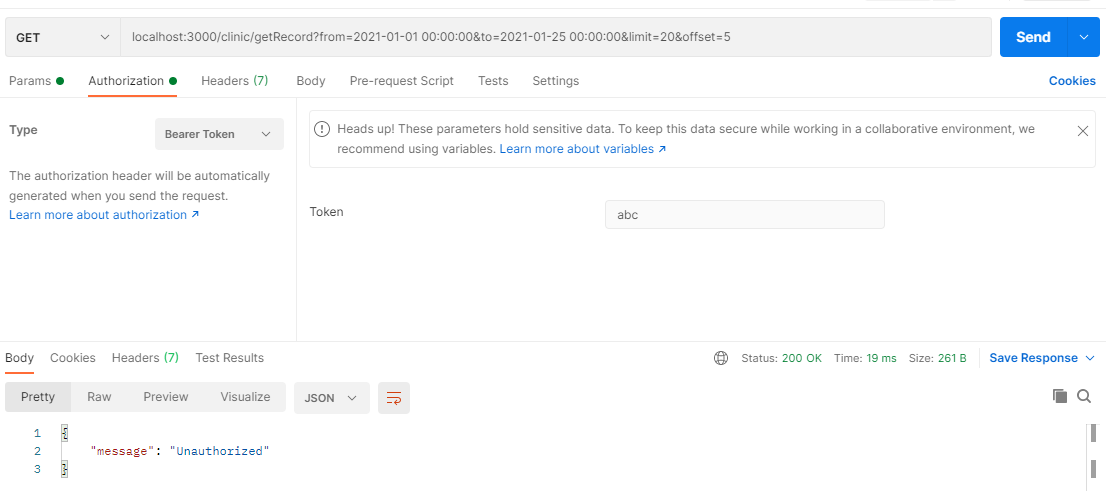 GET localhost:3000/clinic/getRecord?from=2021-01-01 00:00:00&to=2021-01-25 00:00:00&limit=20&offset=5 Send
Params Authorization Headers (7) Body Pre-request Script Tests Settings Cookies
Type Bearer Token
The authorization header will be automatically
generated when you send the request.
Learn more about authorization ↗
Heads up! These parameters hold sensitive data. To keep this data secure while working in a collaborative environment, we
recommend using variables. Learn more about variables ↗
Token abc
Body Cookies Headers (7) Test Results Status: 200 OK Time: 19 ms Size: 261 B Save Response
Pretty Raw Preview Visualize JSON
1 {
2 "message": "Unauthorized"
3 }